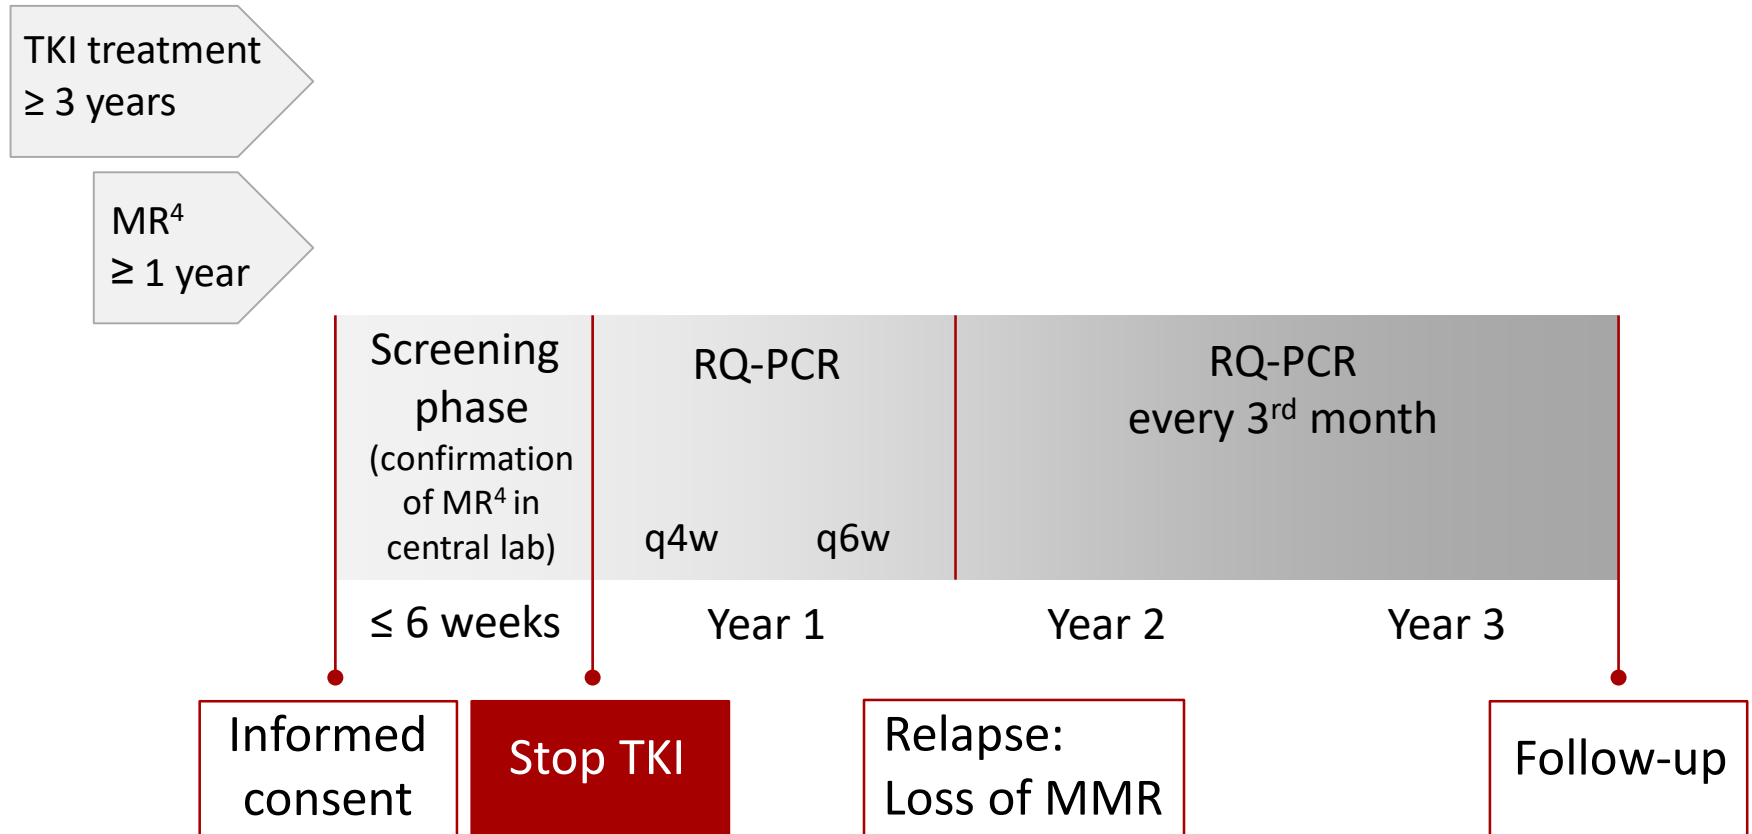 TKI treatment
≥ 3 years
MR⁴
≥ 1 year
Screening
phase
(confirmation
of MR⁴ in
central lab)
RQ-PCR
q4w q6w
RQ-PCR
every 3ʳᵈ month
≤ 6 weeks
Year 1
Year 2
Year 3
Informed
consent
Stop TKI
Relapse:
Loss of MMR
Follow-up